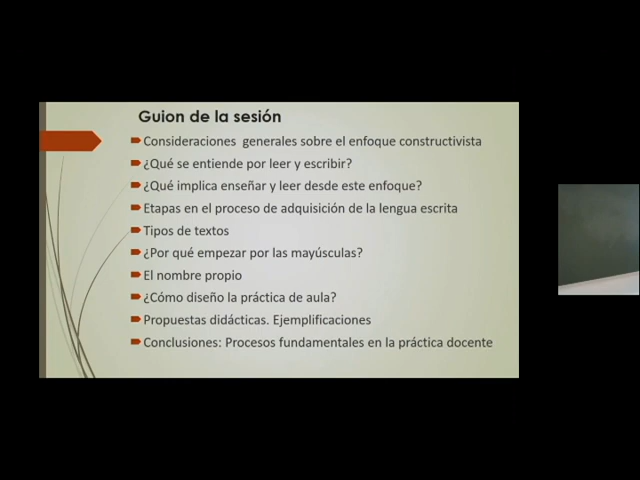 Guion de la sesión
Consideraciones generales sobre el enfoque constructivista
¿Qué se entiende por leer y escribir?
¿Qué implica enseñar y leer desde este enfoque?
Etapas en el proceso de adquisición de la lengua escrita
Tipos de textos
¿Por qué empezar por las mayúsculas?
El nombre propio
¿Cómo diseño la práctica de aula?
Propuestas didácticas. Ejemplificaciones
Conclusiones: Procesos fundamentales en la práctica docente